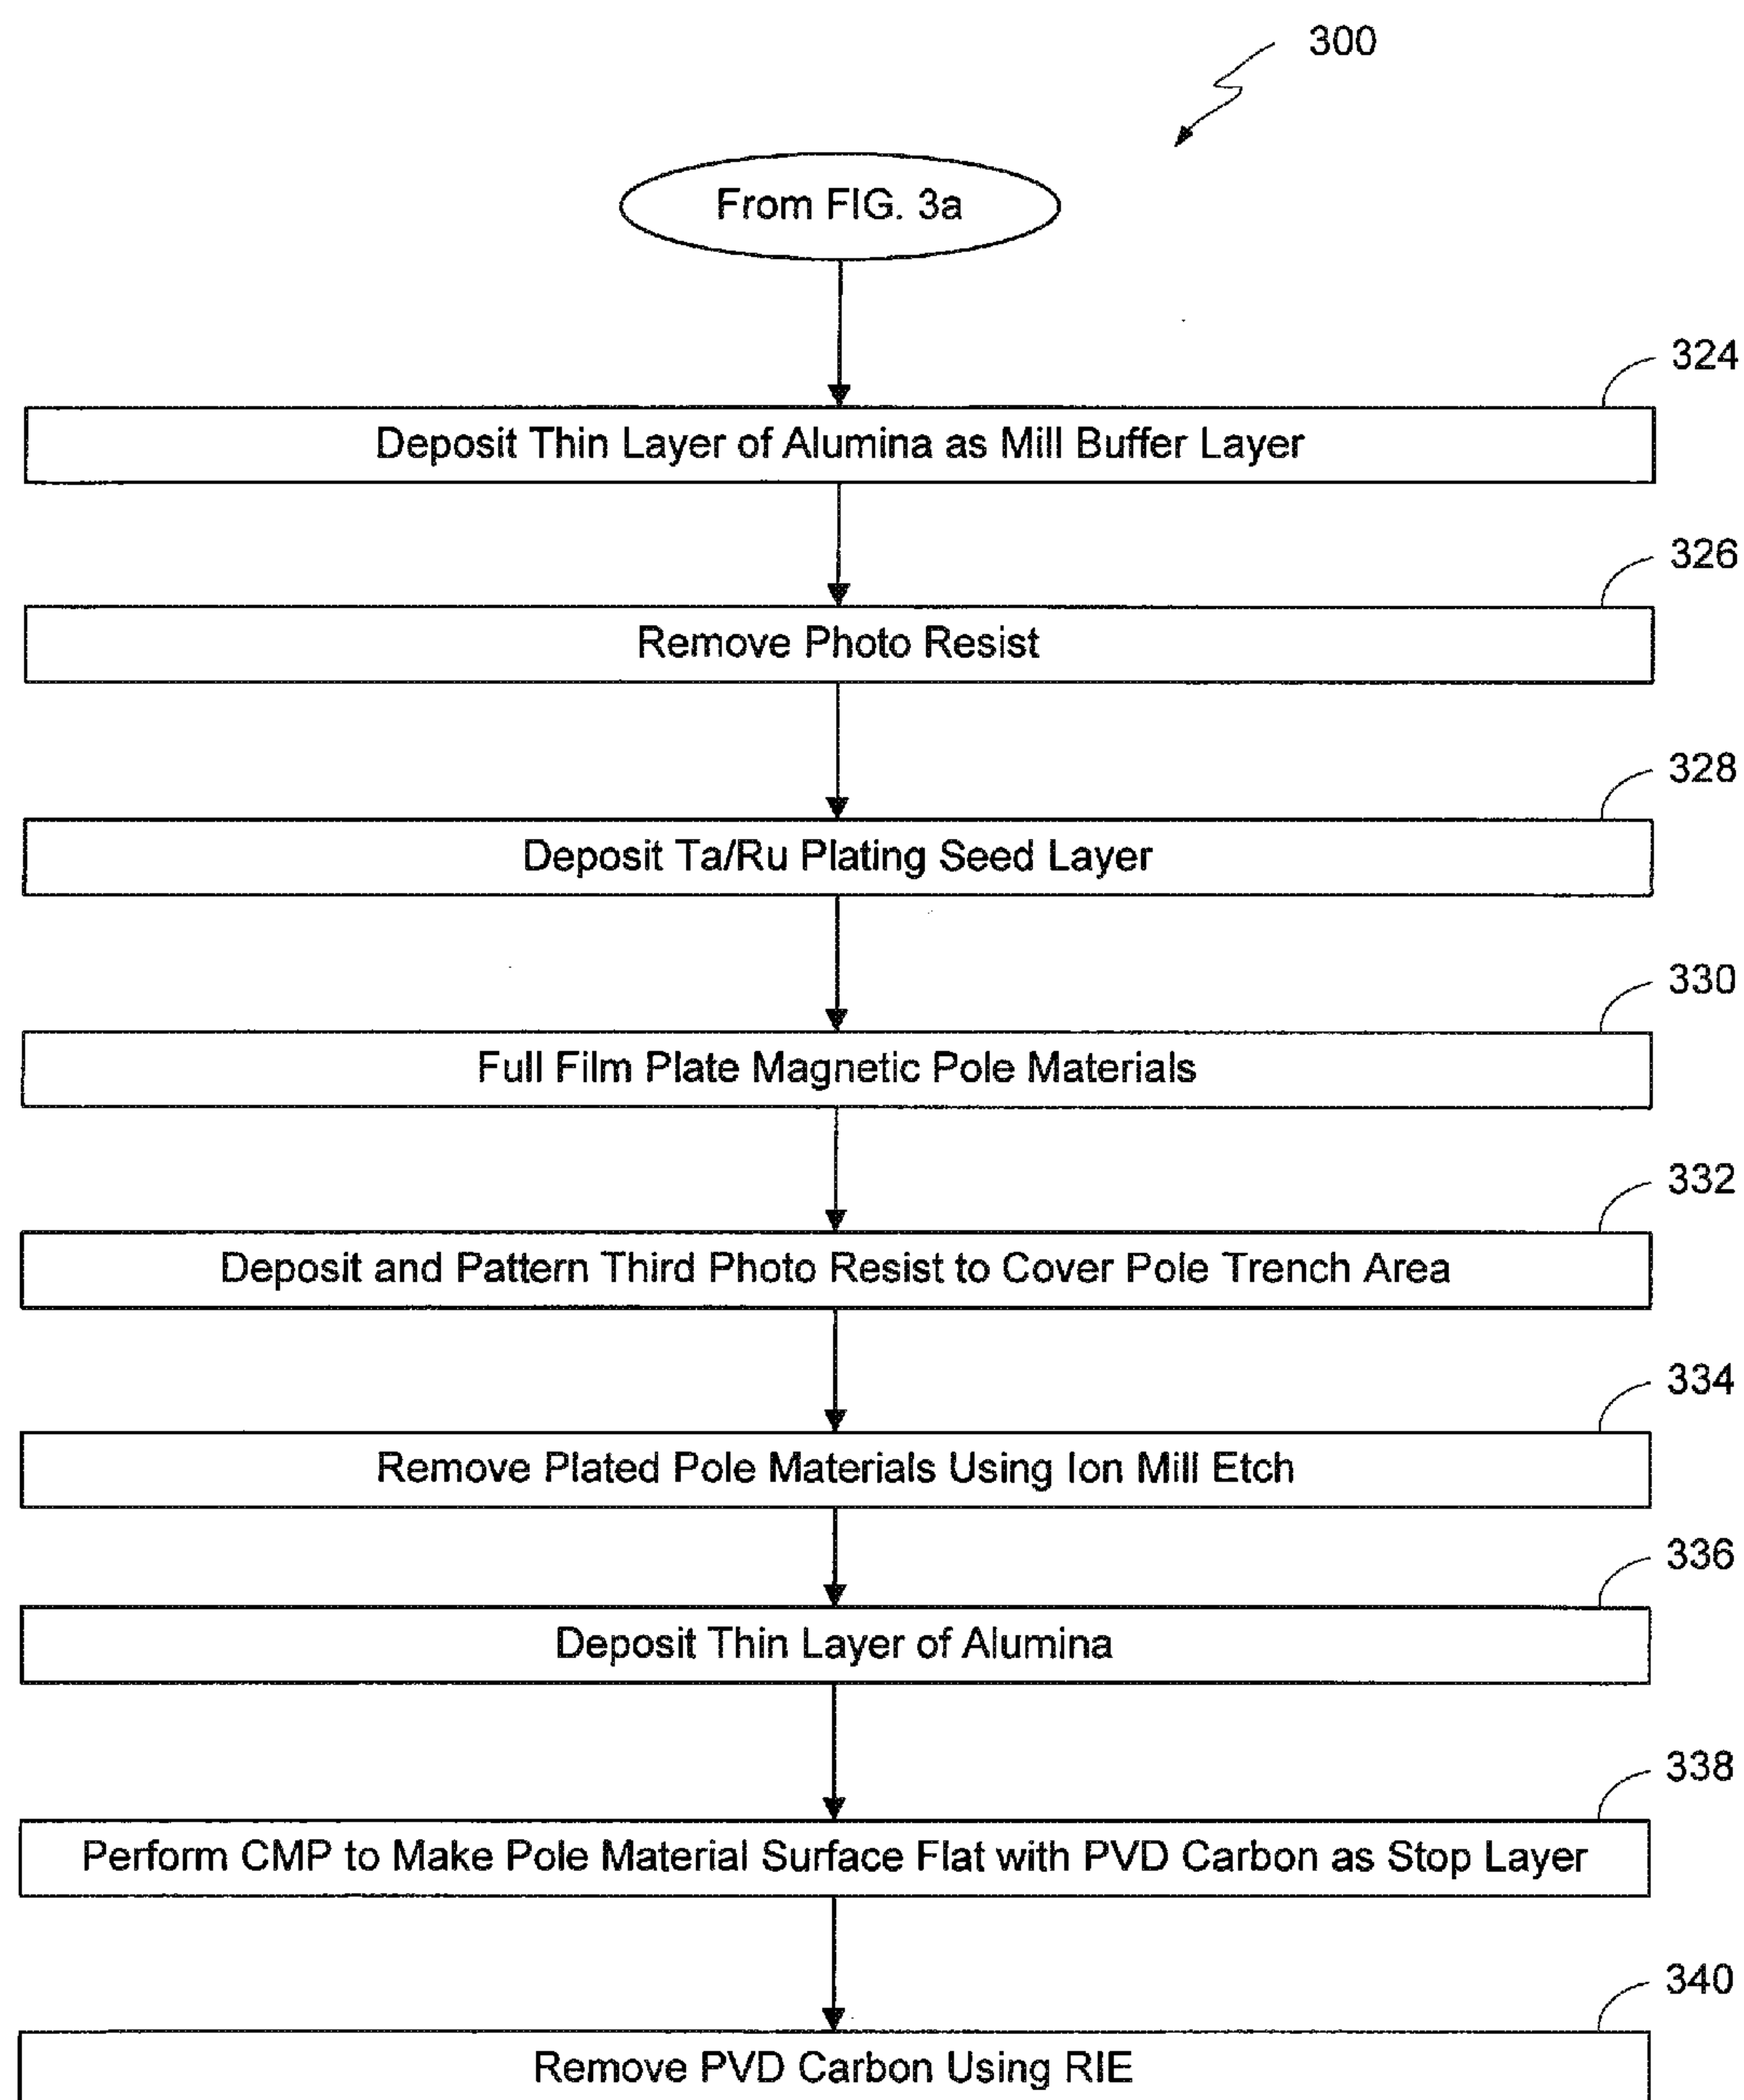 300
From FIG. 3a
324
Deposit Thin Layer of Alumina as Mill Buffer Layer
326
Remove Photo Resist
328
Deposit Ta/Ru Plating Seed Layer
330
Full Film Plate Magnetic Pole Materials
332
Deposit and Pattern Third Photo Resist to Cover Pole Trench Area
334
Remove Plated Pole Materials Using Ion Mill Etch
336
Deposit Thin Layer of Alumina
338
Perform CMP to Make Pole Material Surface Flat with PVD Carbon as Stop Layer
340
Remove PVD Carbon Using RIE